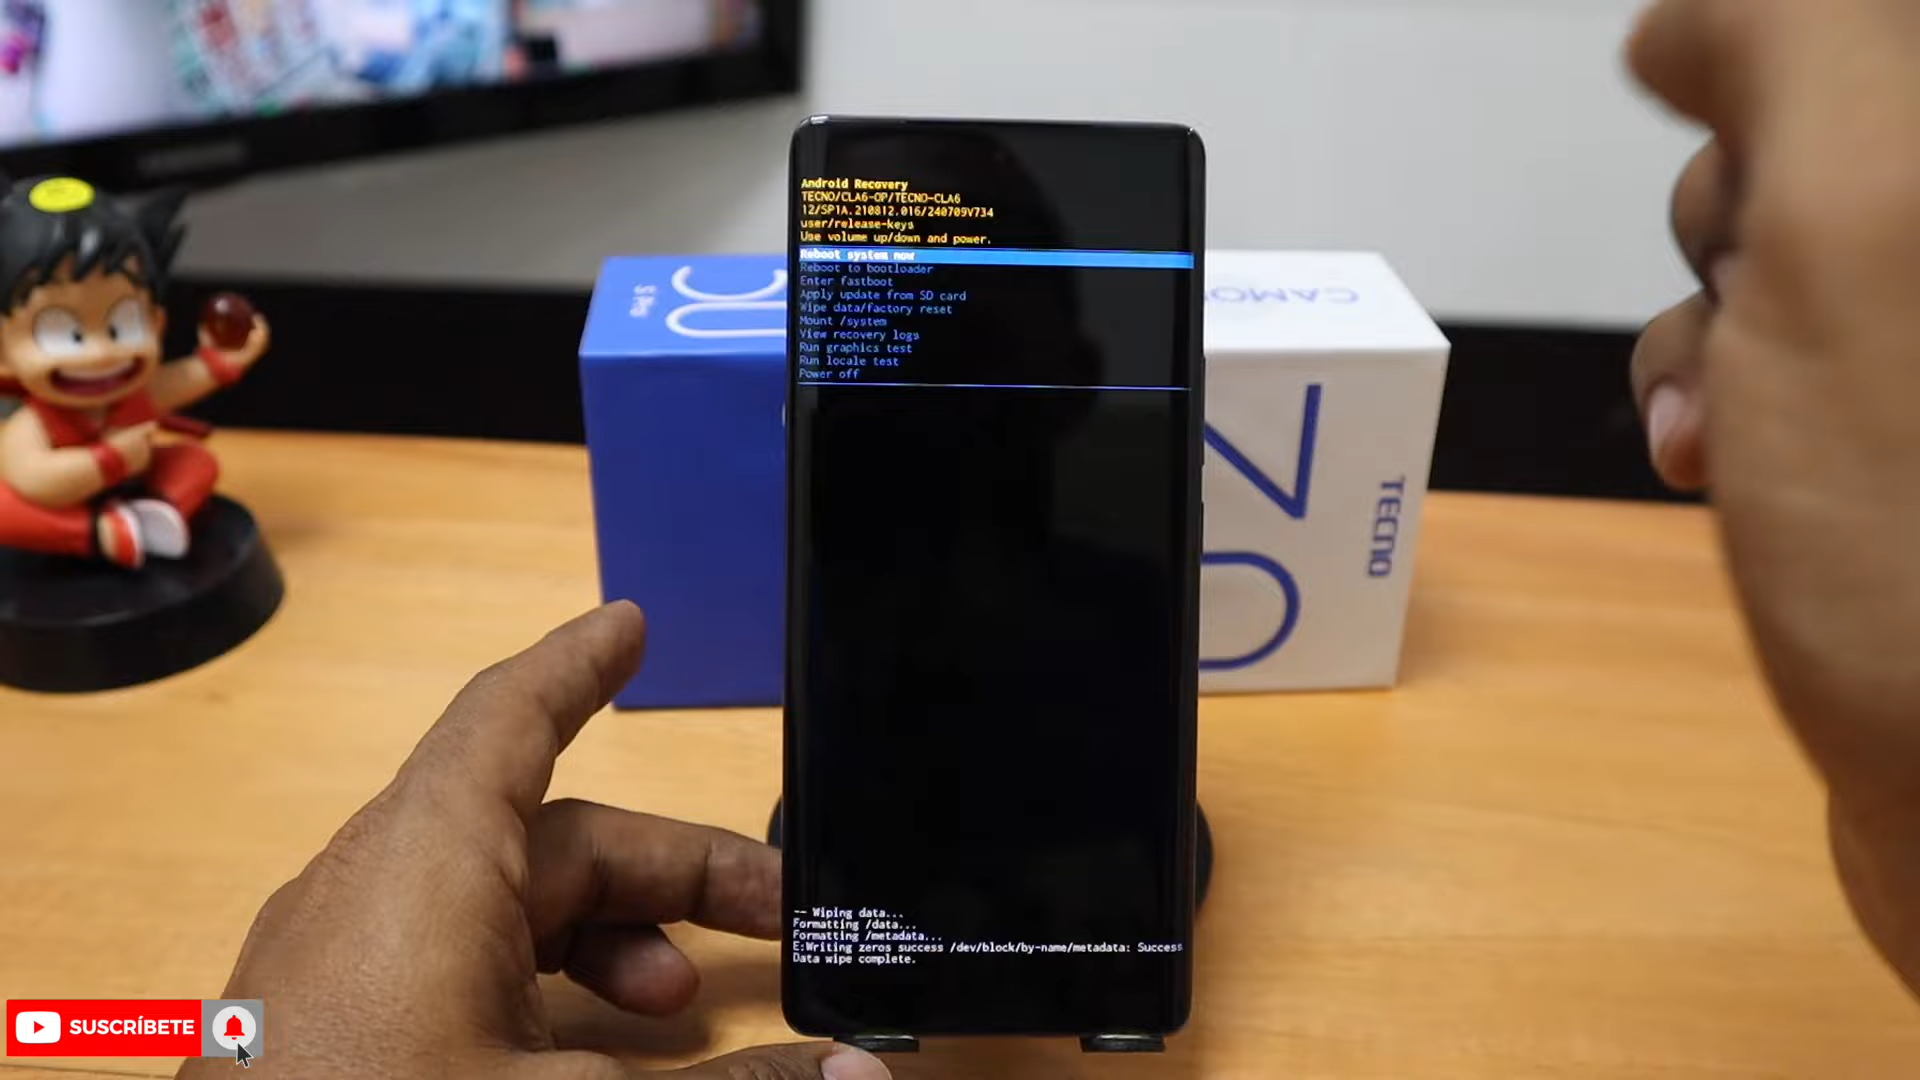 Android Recovery
TECNO/CLA6-OP/TECNO-CLA6
12/SP1A.210812.016/240709V734
user/release-keys
Use volume up/down and power.
Reboot system now
Reboot to bootloader
Enter fastboot
Apply update from SD card
Wipe data/factory reset
Mount /system
View recovery logs
Run graphics test
Run locale test
Power off
-- Wiping data...
Formatting /data...
Formatting /metadata...
E:Writing zeros success /dev/block/by-name/metadata: Success
Data wipe complete.
S Pro
30
TECNO
SUSCRÍBETE